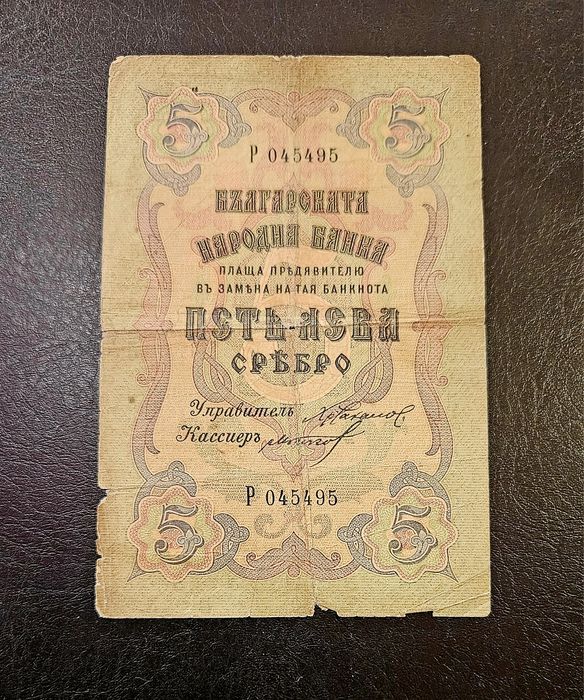 5 5
Р 045495
БЪЛГАРСКАТА
НАРОДНА БАНКА
ПЛАЩА ПРѢДЯВИТЕЛЮ
ВЪ ЗАМѢНА НА ТАЯ БАНКНОТА
ПЕТЬ-ЛЕВА
СРѢБРО
Управитель
Кассиеръ
Р 045495
5 5